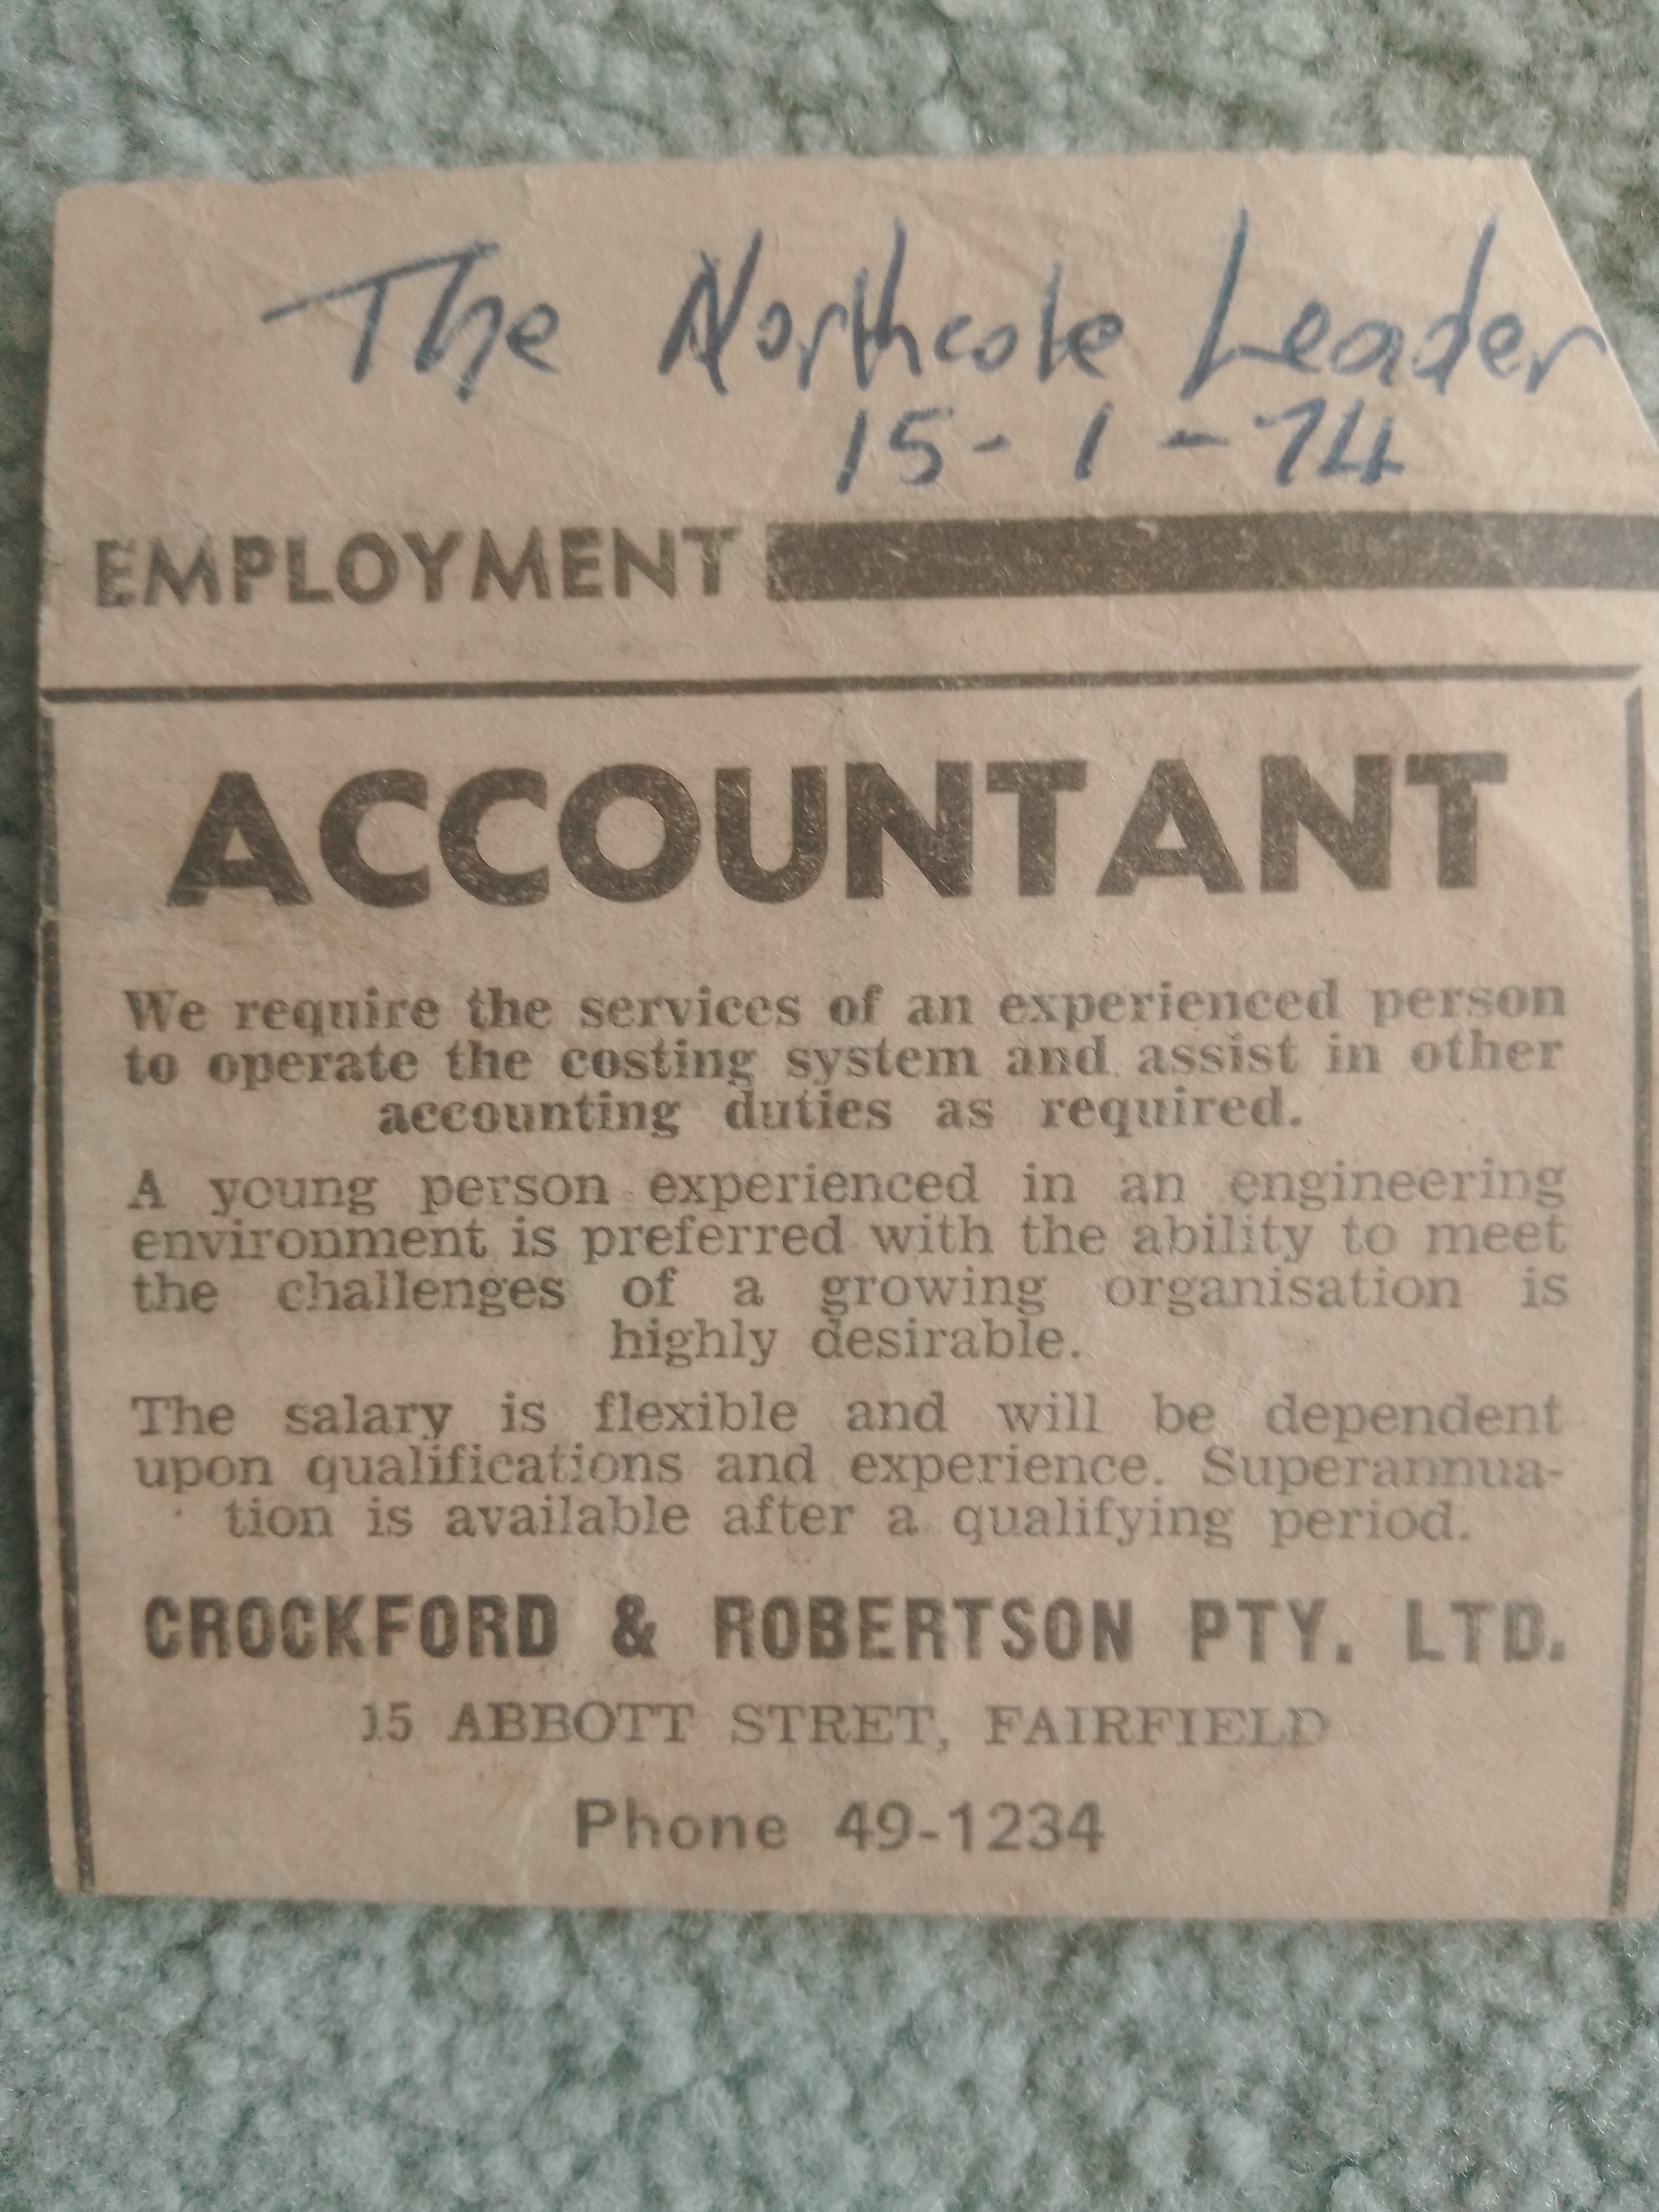 The Northcote Leader
15-1-74
EMPLOYMENT
ACCOUNTANT
We require the services of an experienced person
to operate the costing system and assist in other
accounting duties as required.
A young person experienced in an engineering
environment is preferred with the ability to meet
the challenges of a growing organisation is
highly desirable.
The salary is flexible and will be dependent
upon qualifications and experience. Superannua-
tion is available after a qualifying period.
CROCKFORD & ROBERTSON PTY. LTD.
15 ABBOTT STRET, FAIRFIELD
Phone 49-1234